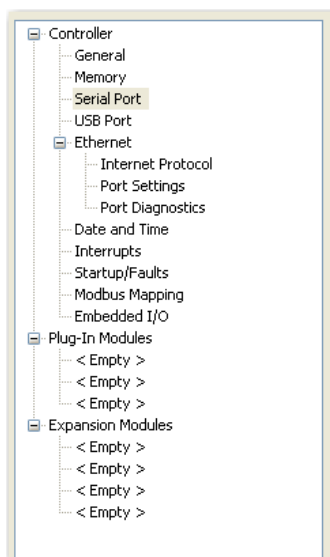 Controller
General
Memory
Serial Port
USB Port
Ethernet
Internet Protocol
Port Settings
Port Diagnostics
Date and Time
Interrupts
Startup/Faults
Modbus Mapping
Embedded I/O
Plug-In Modules
< Empty >
< Empty >
< Empty >
Expansion Modules
< Empty >
< Empty >
< Empty >
< Empty >